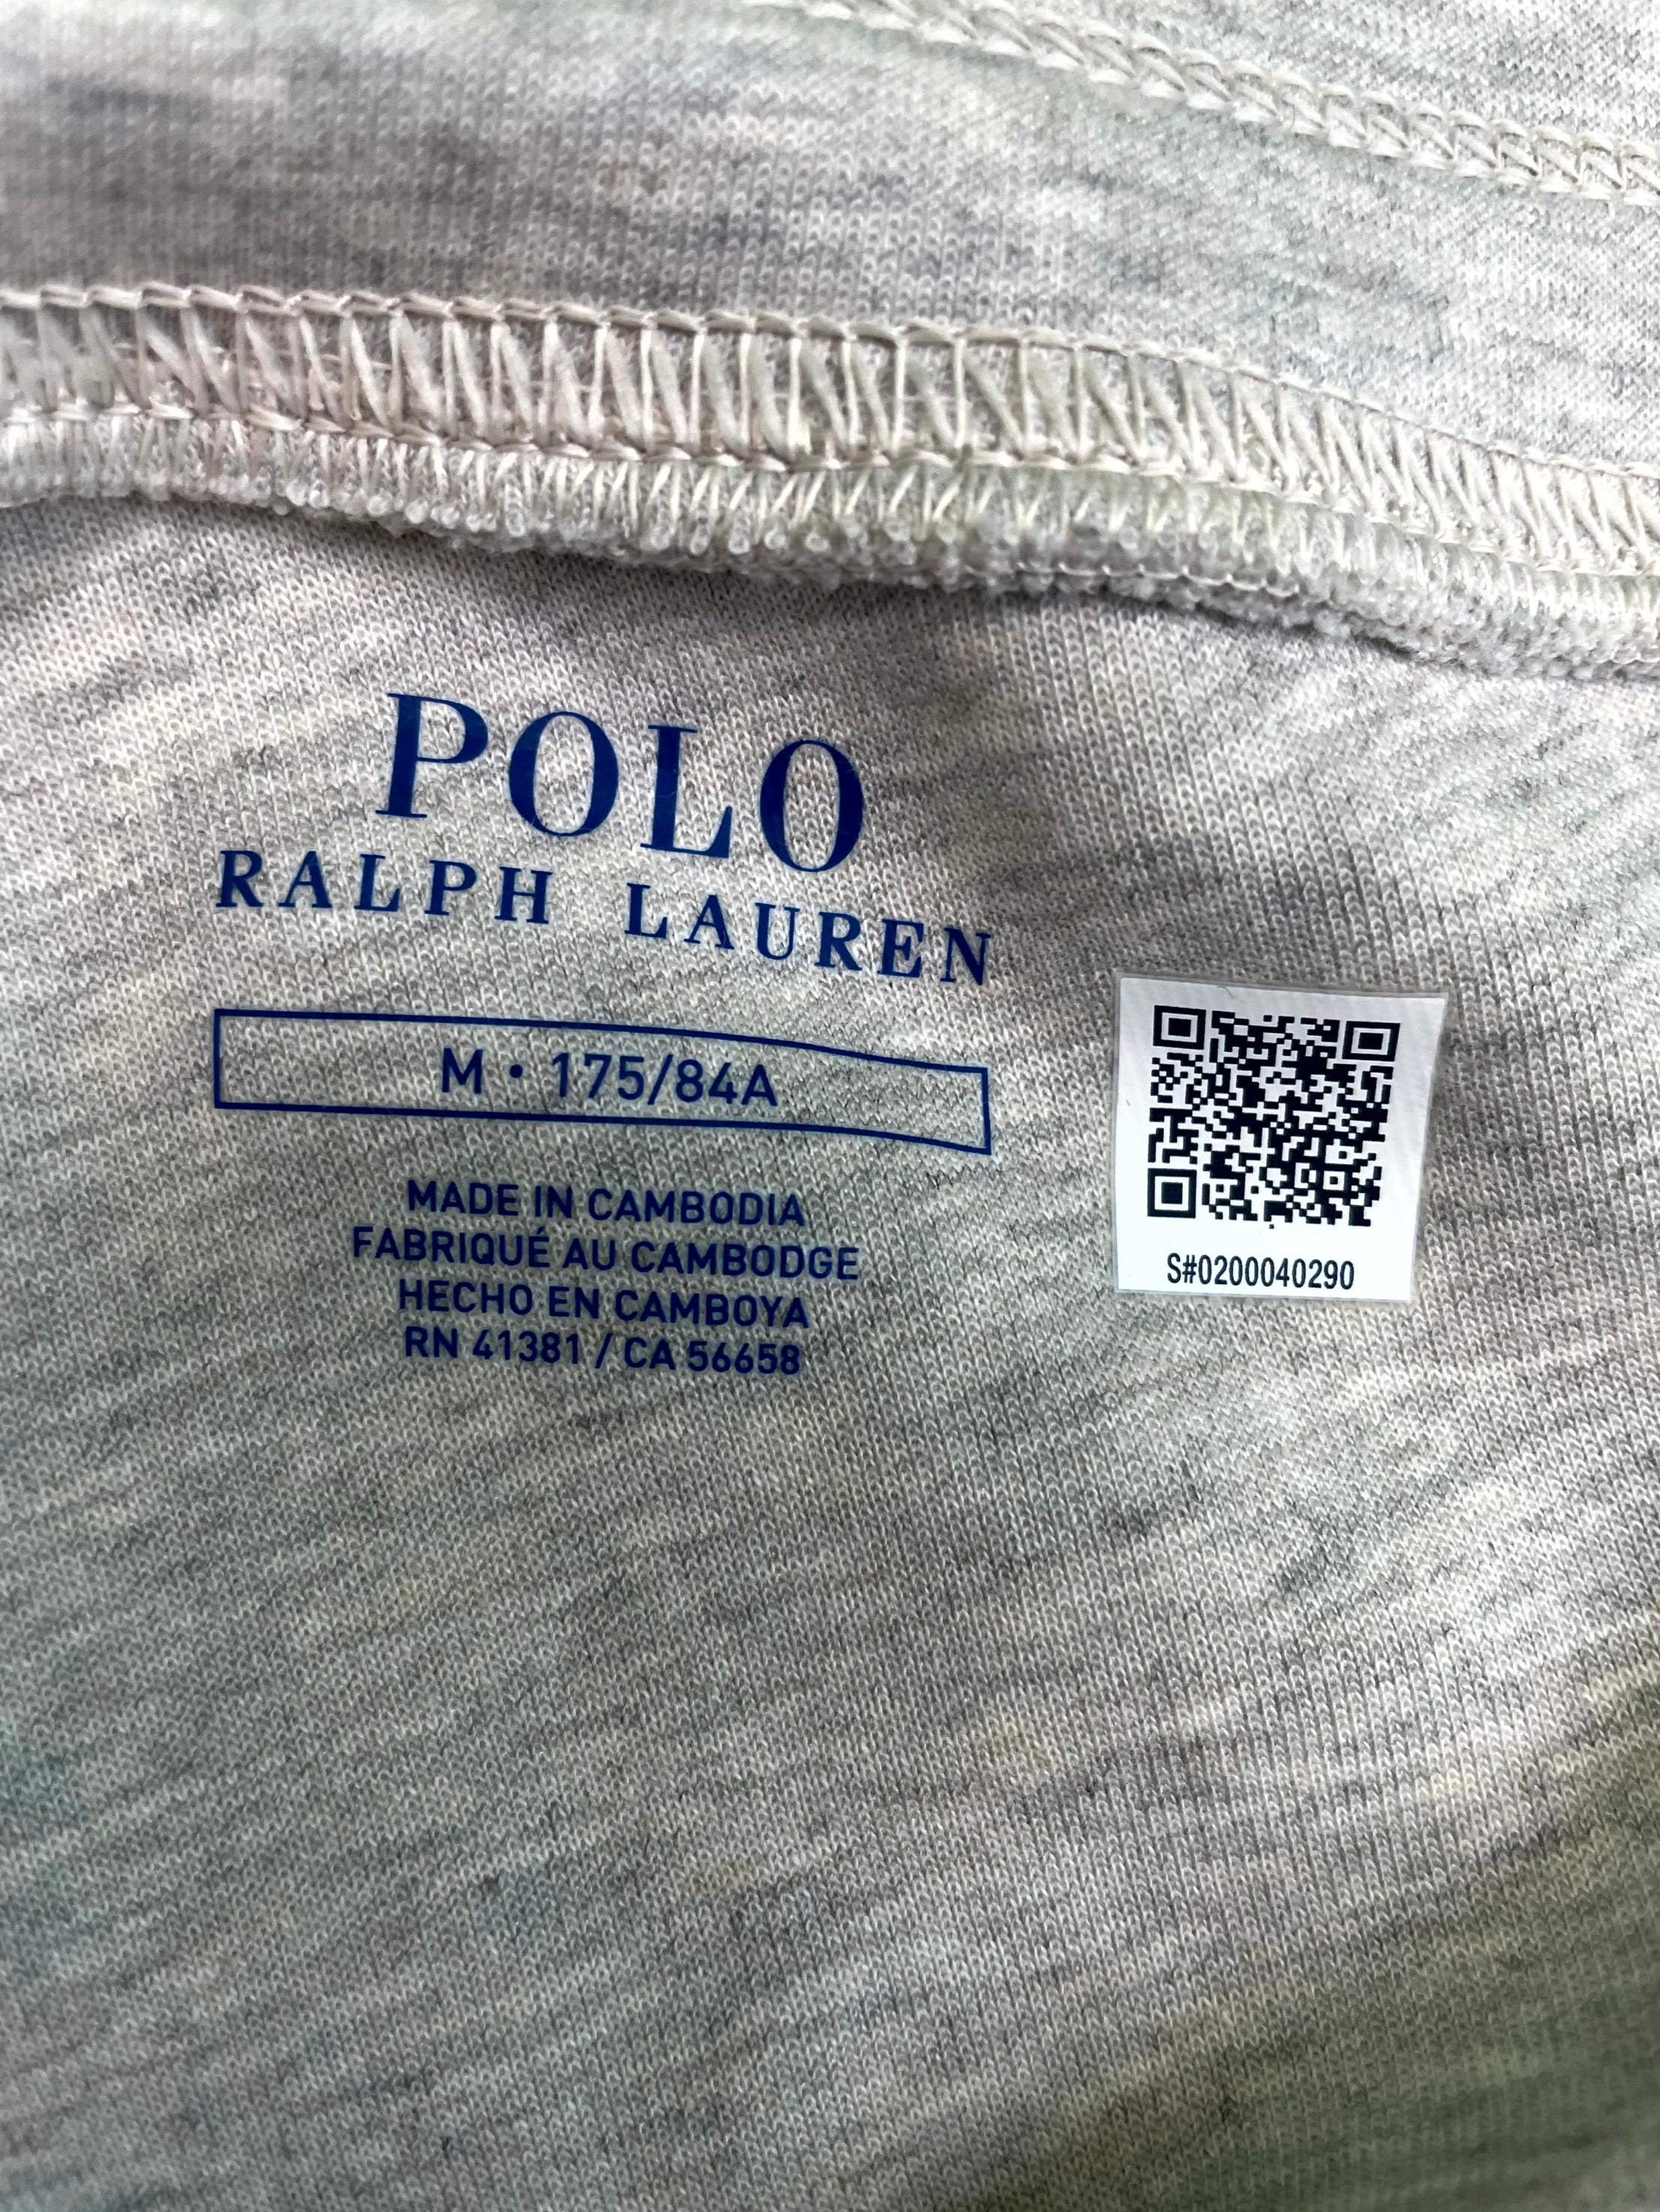 POLO
RALPH LAUREN
M • 175/84A
MADE IN CAMBODIA
FABRIQUÉ AU CAMBODGE
HECHO EN CAMBOYA
RN 41381 / CA 56658
S#0200040290